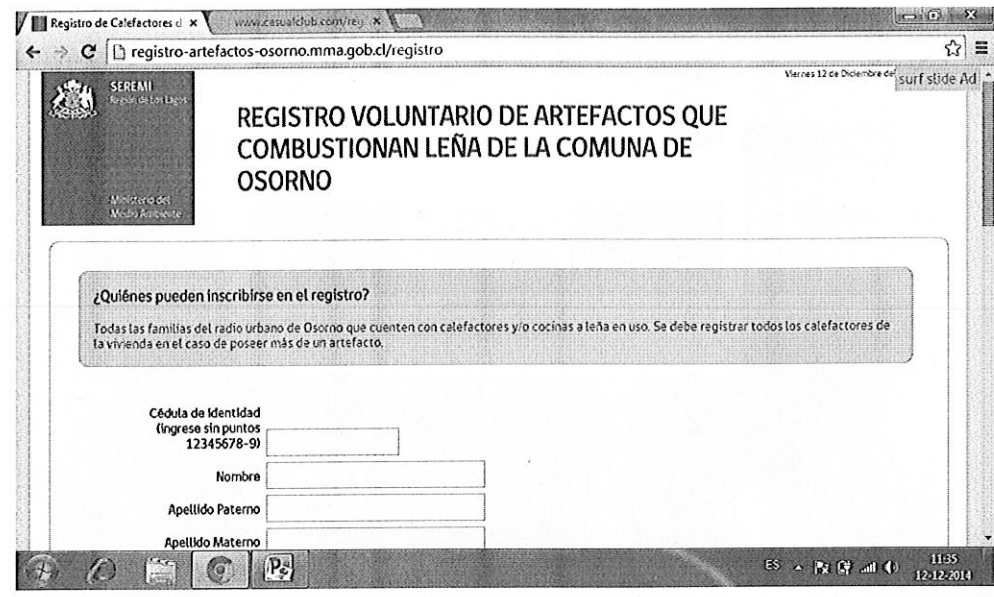 Registro de Calefactores d ×
www.casualclub.com/reg ×
registro-artefactos-osorno.mma.gob.cl/registro
Viernes 12 de Diciembre del
surf slide Ad
SEREMI
Región de Los Lagos
Ministerio del
Medio Ambiente
REGISTRO VOLUNTARIO DE ARTEFACTOS QUE
COMBUSTIONAN LEÑA DE LA COMUNA DE
OSORNO
¿Quiénes pueden inscribirse en el registro?
Todas las familias del radio urbano de Osorno que cuenten con calefactores y/o cocinas a leña en uso. Se debe registrar todos los calefactores de
la vivienda en el caso de poseer más de un artefacto.
Cédula de Identidad
(ingrese sin puntos
12345678-9)
Nombre
Apellido Paterno
Apellido Materno
ES
11:35
12-12-2014